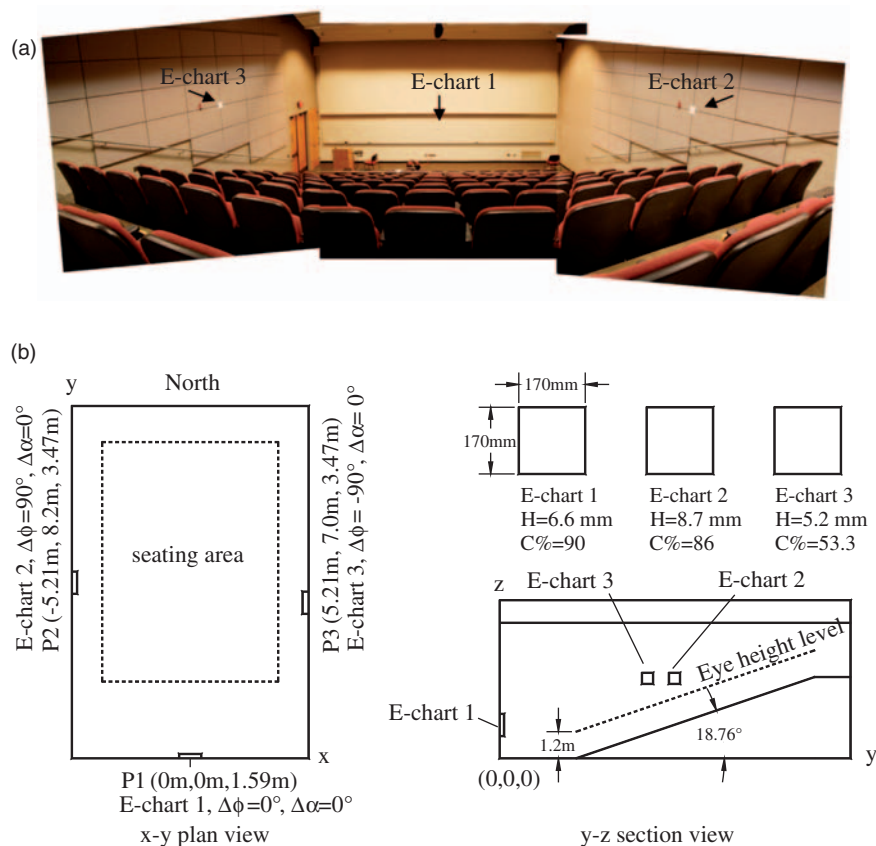 (a)
E-chart 3
E-chart 1
E-chart 2
(b)
y
North
E-chart 2, Δϕ=90°, Δα=0°
P2 (-5.21m, 8.2m, 3.47m)
seating area
P3 (5.21m, 7.0m, 3.47m)
E-chart 3, Δϕ= -90°, Δα= 0°
x
P1 (0m,0m,1.59m)
E-chart 1, Δϕ=0°, Δα=0°
x-y plan view
170mm
170mm
E-chart 1
H=6.6 mm
C%=90
E-chart 2
H=8.7 mm
C%=86
E-chart 3
H=5.2 mm
C%=53.3
z
E-chart 3
E-chart 2
Eye height level
E-chart 1
1.2m
18.76°
(0,0,0)
y
y-z section view